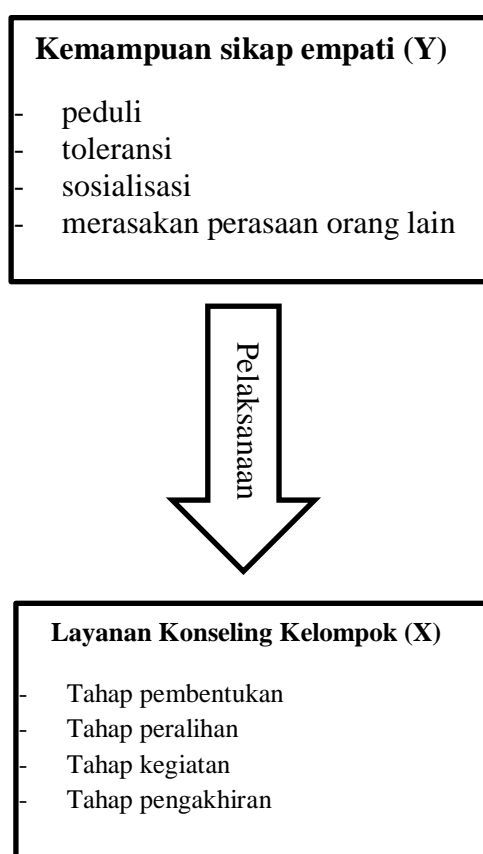 Kemampuan sikap empati (Y)
- peduli
- toleransi
- sosialisasi
- merasakan perasaan orang lain
Pelaksanaan
Layanan Konseling Kelompok (X)
- Tahap pembentukan
- Tahap peralihan
- Tahap kegiatan
- Tahap pengakhiran